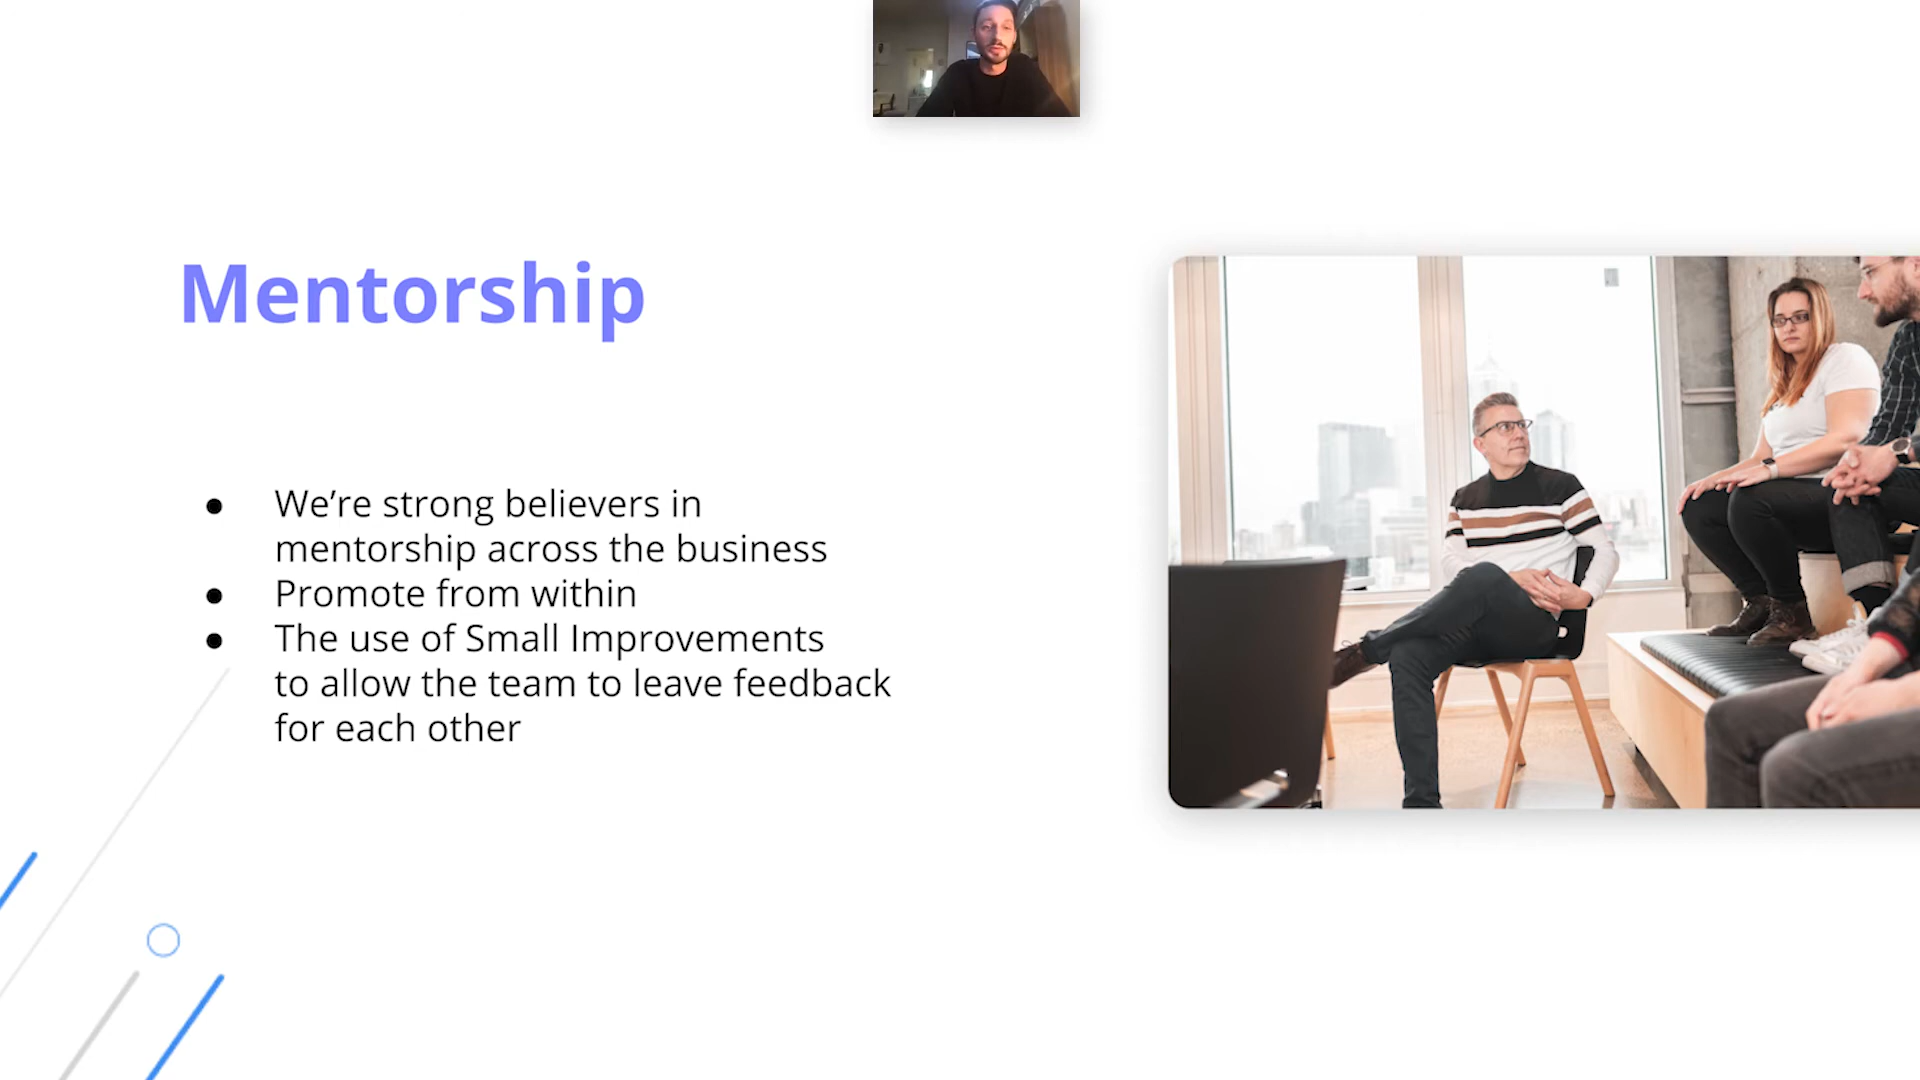 Mentorship
● We’re strong believers in
mentorship across the business
● Promote from within
● The use of Small Improvements
to allow the team to leave feedback
for each other